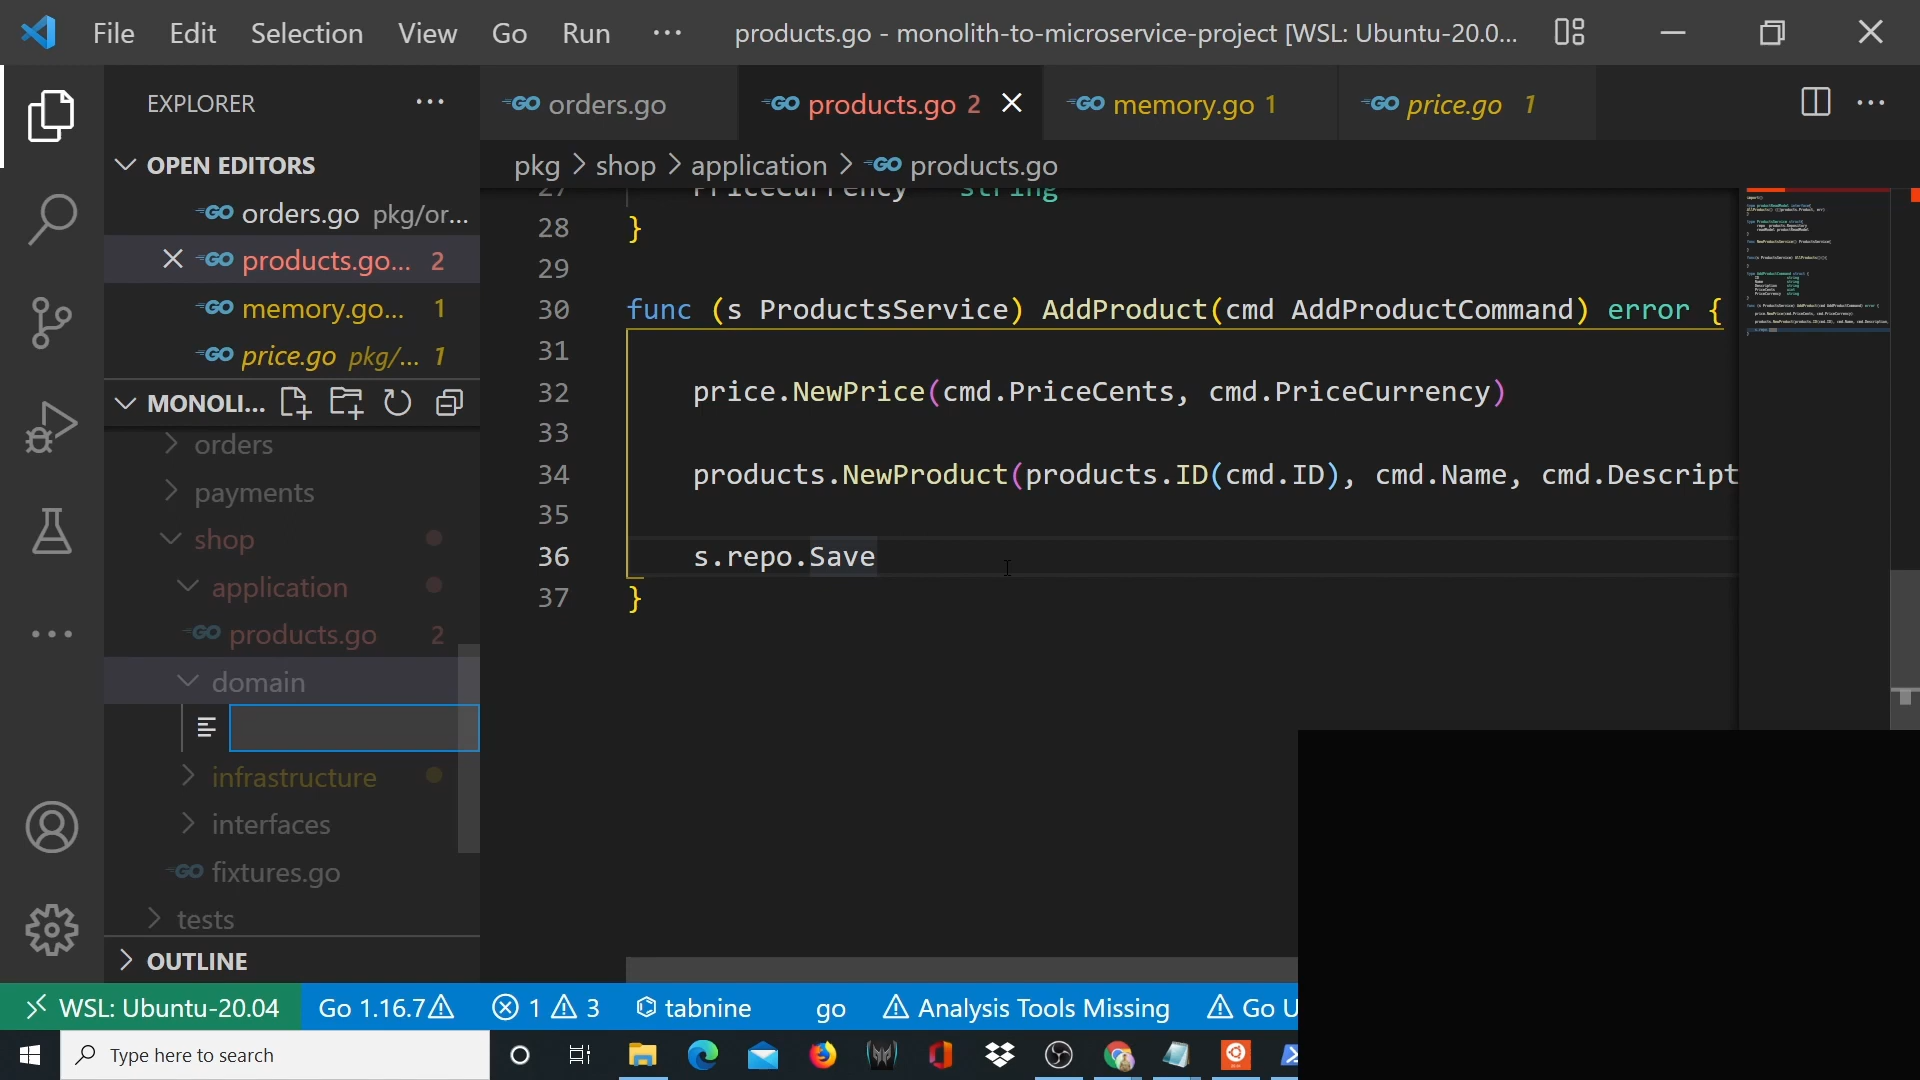 File Edit Selection View Go Run ··· products.go - monolith-to-microservice-project [WSL: Ubuntu-20.0...
EXPLORER ···
OPEN EDITORS
GO orders.go pkg/or...
GO products.go... 2
GO memory.go... 1
GO price.go pkg/... 1
MONOLI...
orders
payments
shop
application
GO products.go 2
domain
infrastructure
interfaces
GO fixtures.go
tests
OUTLINE
GO orders.go GO products.go 2 GO memory.go 1 GO price.go 1 ···
pkg > shop > application > GO products.go
27 PriceCurrency string
28 }
29
30 func (s ProductsService) AddProduct(cmd AddProductCommand) error {
31
32 price.NewPrice(cmd.PriceCents, cmd.PriceCurrency)
33
34 products.NewProduct(products.ID(cmd.ID), cmd.Name, cmd.Descript
35
36 s.repo.Save
37 }
WSL: Ubuntu-20.04 Go 1.16.7 1 3 tabnine go Analysis Tools Missing Go U
Type here to search